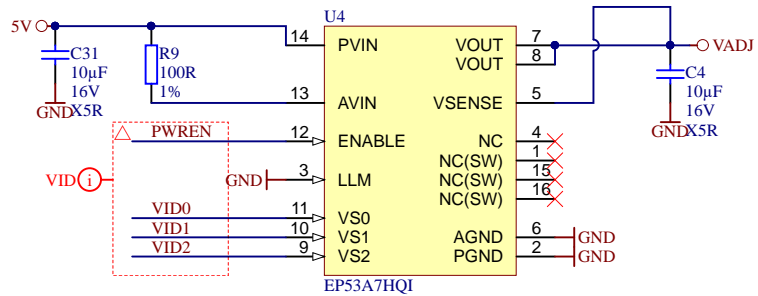 U4
5V
14 PVIN
VOUT 7
VOUT 8
C31
10µF
16V
X5R
GND
R9
100R
1%
13 AVIN
VSENSE 5
VADJ
C4
10µF
16V
X5R
GND
PWREN 12 ENABLE
NC 4
NC(SW) 1
NC(SW) 15
NC(SW) 16
VID i
GND 3 LLM
VID0 11 VS0
VID1 10 VS1
VID2 9 VS2
AGND 6 GND
PGND 2 GND
EP53A7HQI